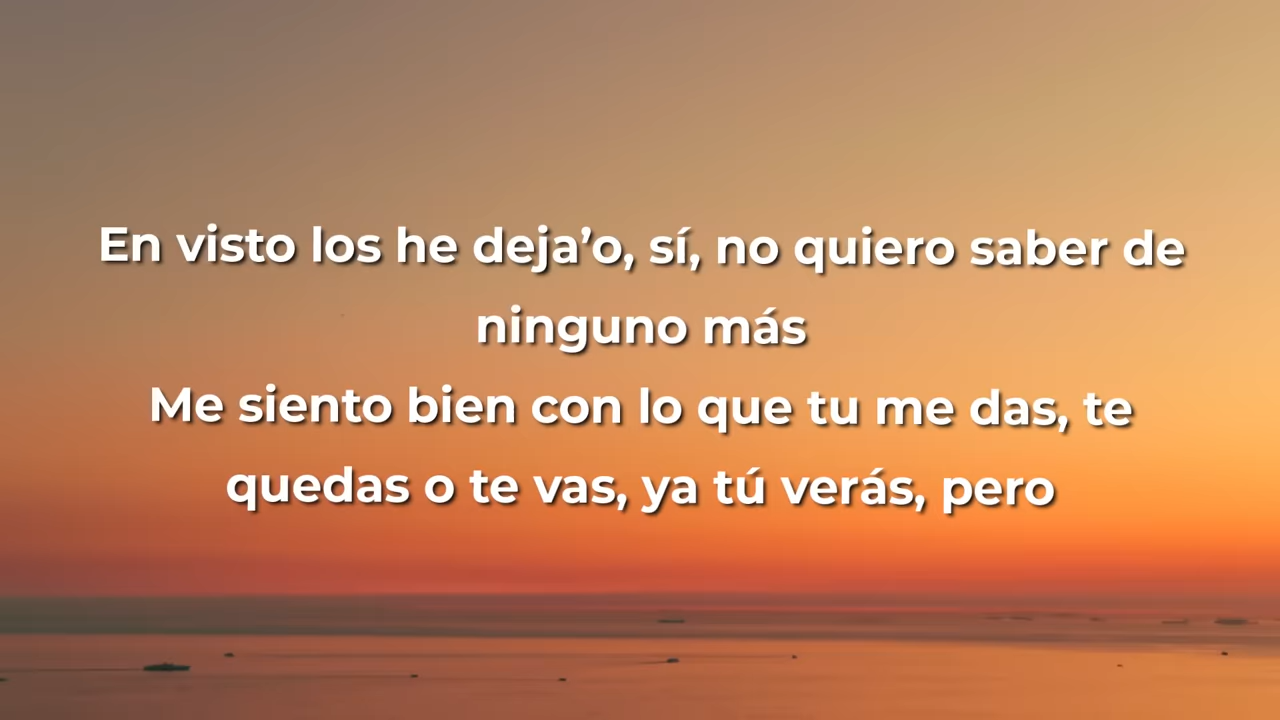 En visto los he deja’o, sí, no quiero saber de
ninguno más
Me siento bien con lo que tu me das, te
quedas o te vas, ya tú verás, pero